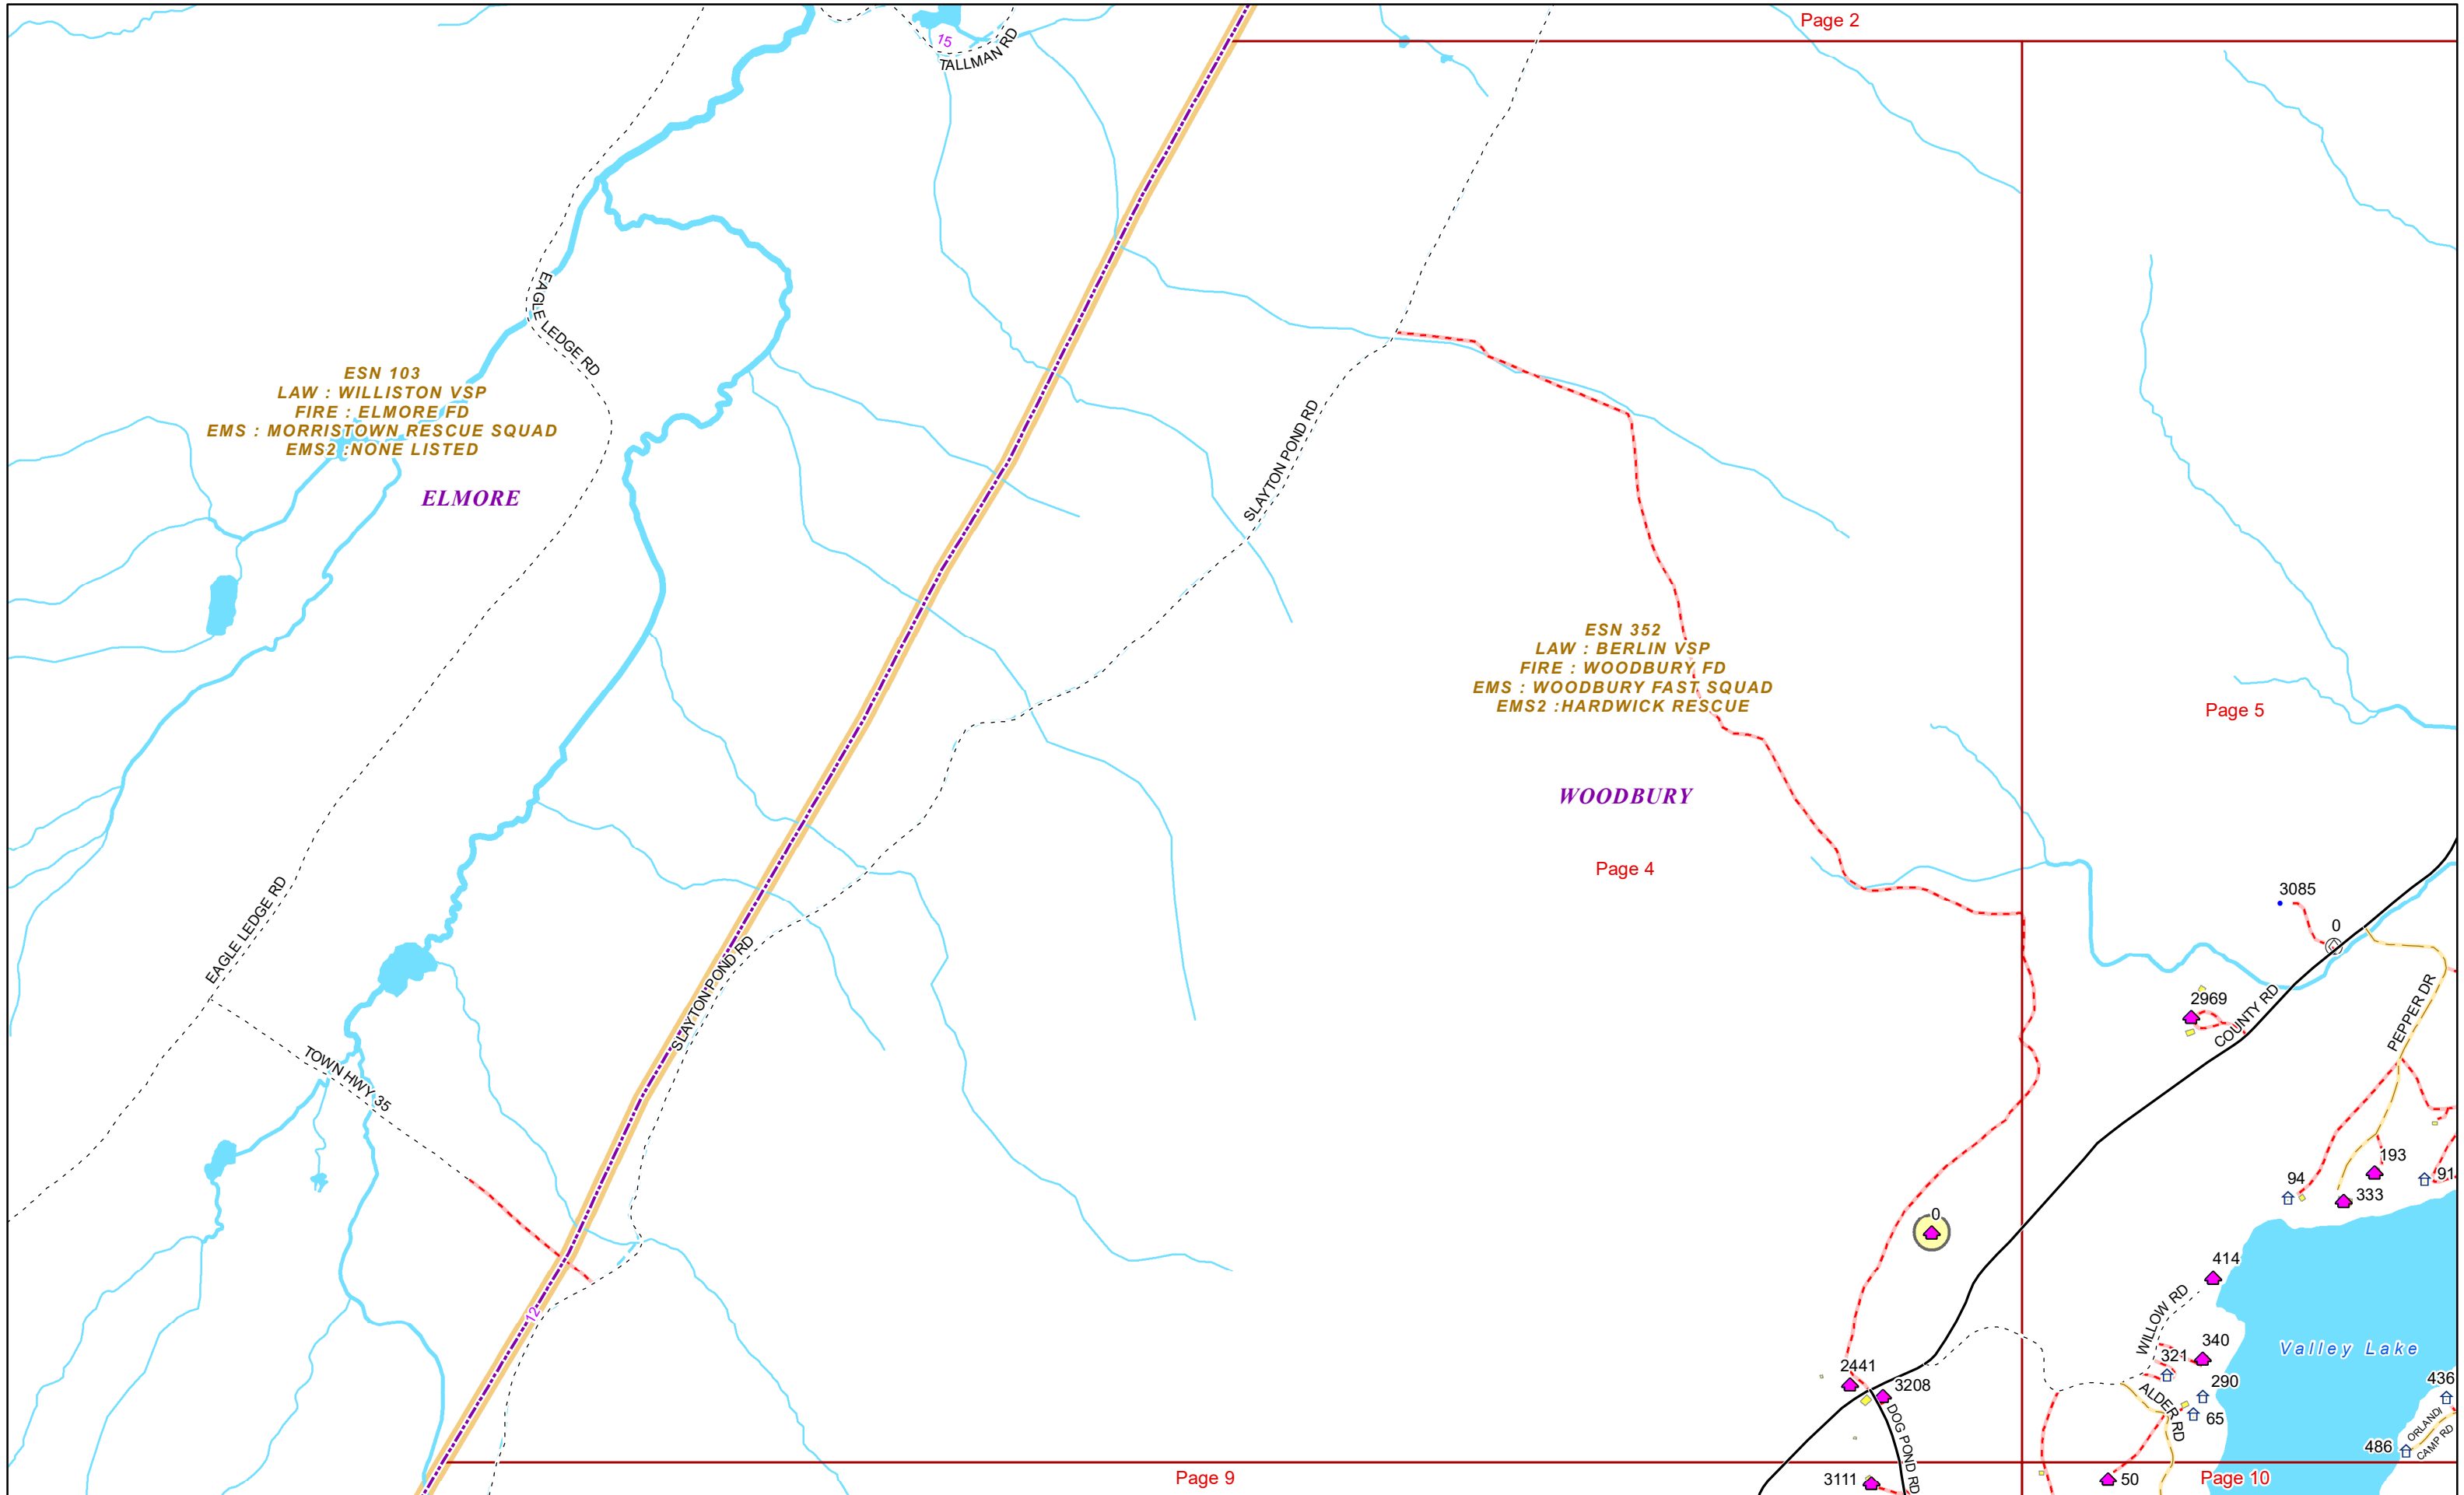 Page 2
15
TALLMAN RD
EAGLE LEDGE RD
ESN 103
LAW : WILLISTON VSP
FIRE : ELMORE FD
EMS : MORRISTOWN RESCUE SQUAD
EMS2 :NONE LISTED
ELMORE
SLAYTON POND RD
ESN 352
LAW : BERLIN VSP
FIRE : WOODBURY FD
EMS : WOODBURY FAST SQUAD
EMS2 :HARDWICK RESCUE
Page 5
WOODBURY
Page 4
3085
0
EAGLE LEDGE RD
SLAYTON POND RD
2969
COUNTY RD
PEPPER DR
TOWN HWY 35
193
94
91
333
0
414
12
WILLOW RD
340
Valley Lake
321
2441
290
436
3208
ALDER RD
65
DOG POND RD
ORLANDI
CAMP RD
486
Page 9
3111
50
Page 10